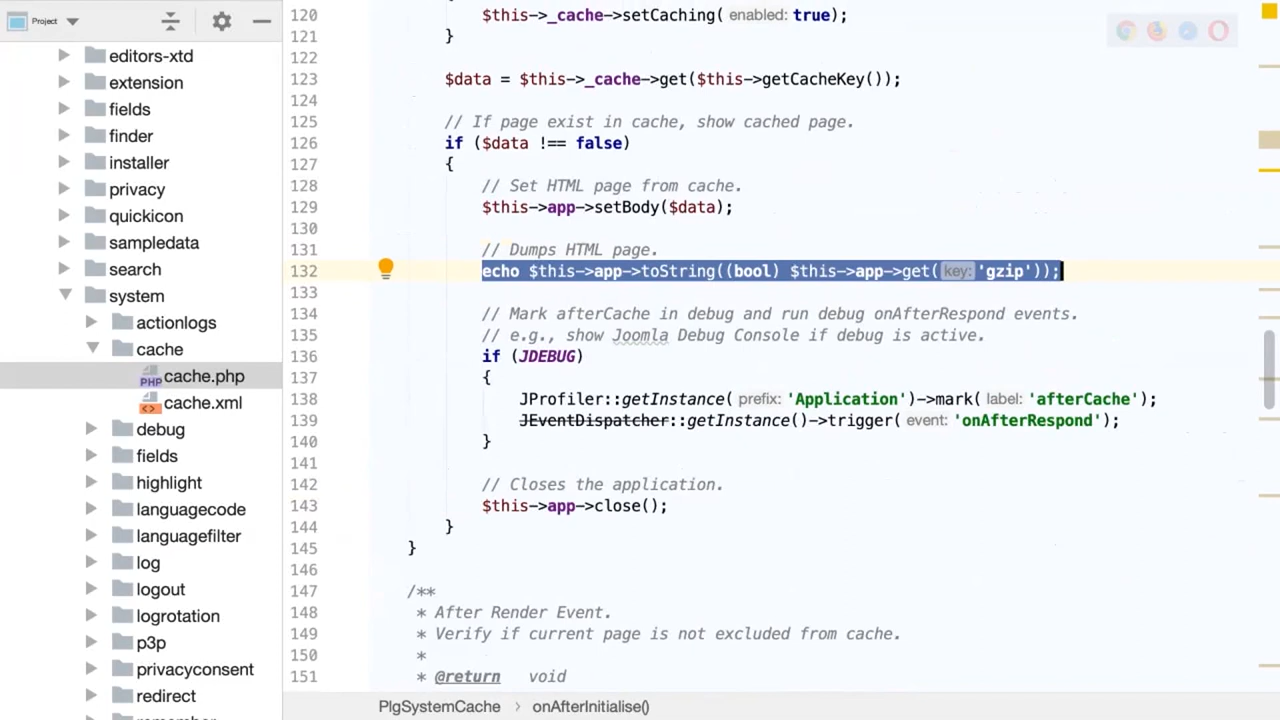 Project
editors-xtd
extension
fields
finder
installer
privacy
quickicon
sampledata
search
system
actionlogs
cache
PHP cache.php
<> cache.xml
debug
fields
highlight
languagecode
languagefilter
log
logout
logrotation
p3p
privacyconsent
redirect
120 $this->_cache->setCaching( enabled: true);
121 }
122
123 $data = $this->_cache->get($this->getCacheKey());
124
125 // If page exist in cache, show cached page.
126 if ($data !== false)
127 {
128 // Set HTML page from cache.
129 $this->app->setBody($data);
130
131 // Dumps HTML page.
132 echo $this->app->toString((bool) $this->app->get( key: 'gzip'));
133
134 // Mark afterCache in debug and run debug onAfterRespond events.
135 // e.g., show Joomla Debug Console if debug is active.
136 if (JDEBUG)
137 {
138 JProfiler::getInstance( prefix: 'Application')->mark( label: 'afterCache');
139 JEventDispatcher::getInstance()->trigger( event: 'onAfterRespond');
140 }
141
142 // Closes the application.
143 $this->app->close();
144 }
145 }
146
147 /**
148 * After Render Event.
149 * Verify if current page is not excluded from cache.
150 *
151 * @return void
PlgSystemCache › onAfterInitialise()